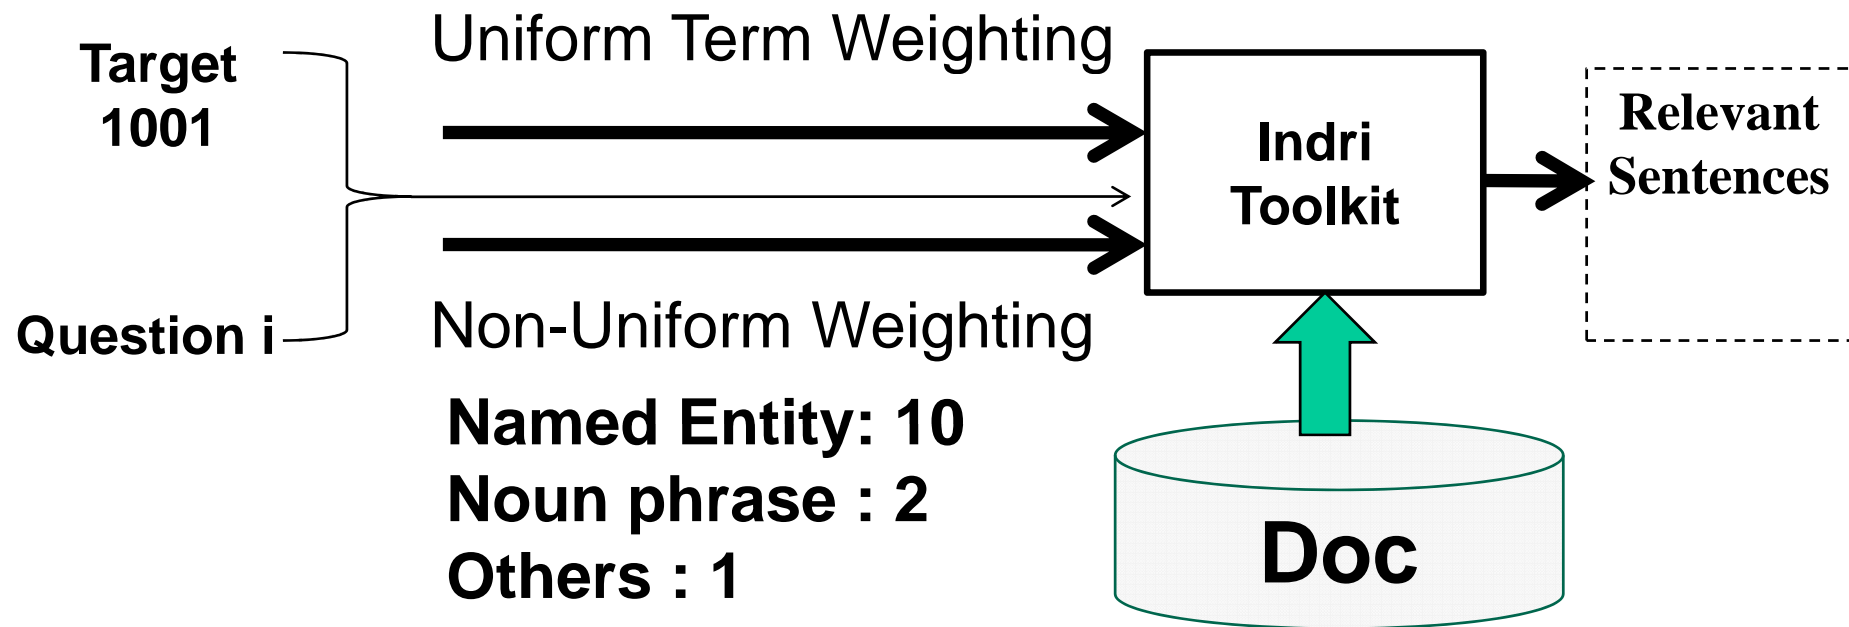 Target
1001
Question i
Uniform Term Weighting
Non-Uniform Weighting
Named Entity: 10
Noun phrase : 2
Others : 1
Indri
Toolkit
Doc
Relevant
Sentences